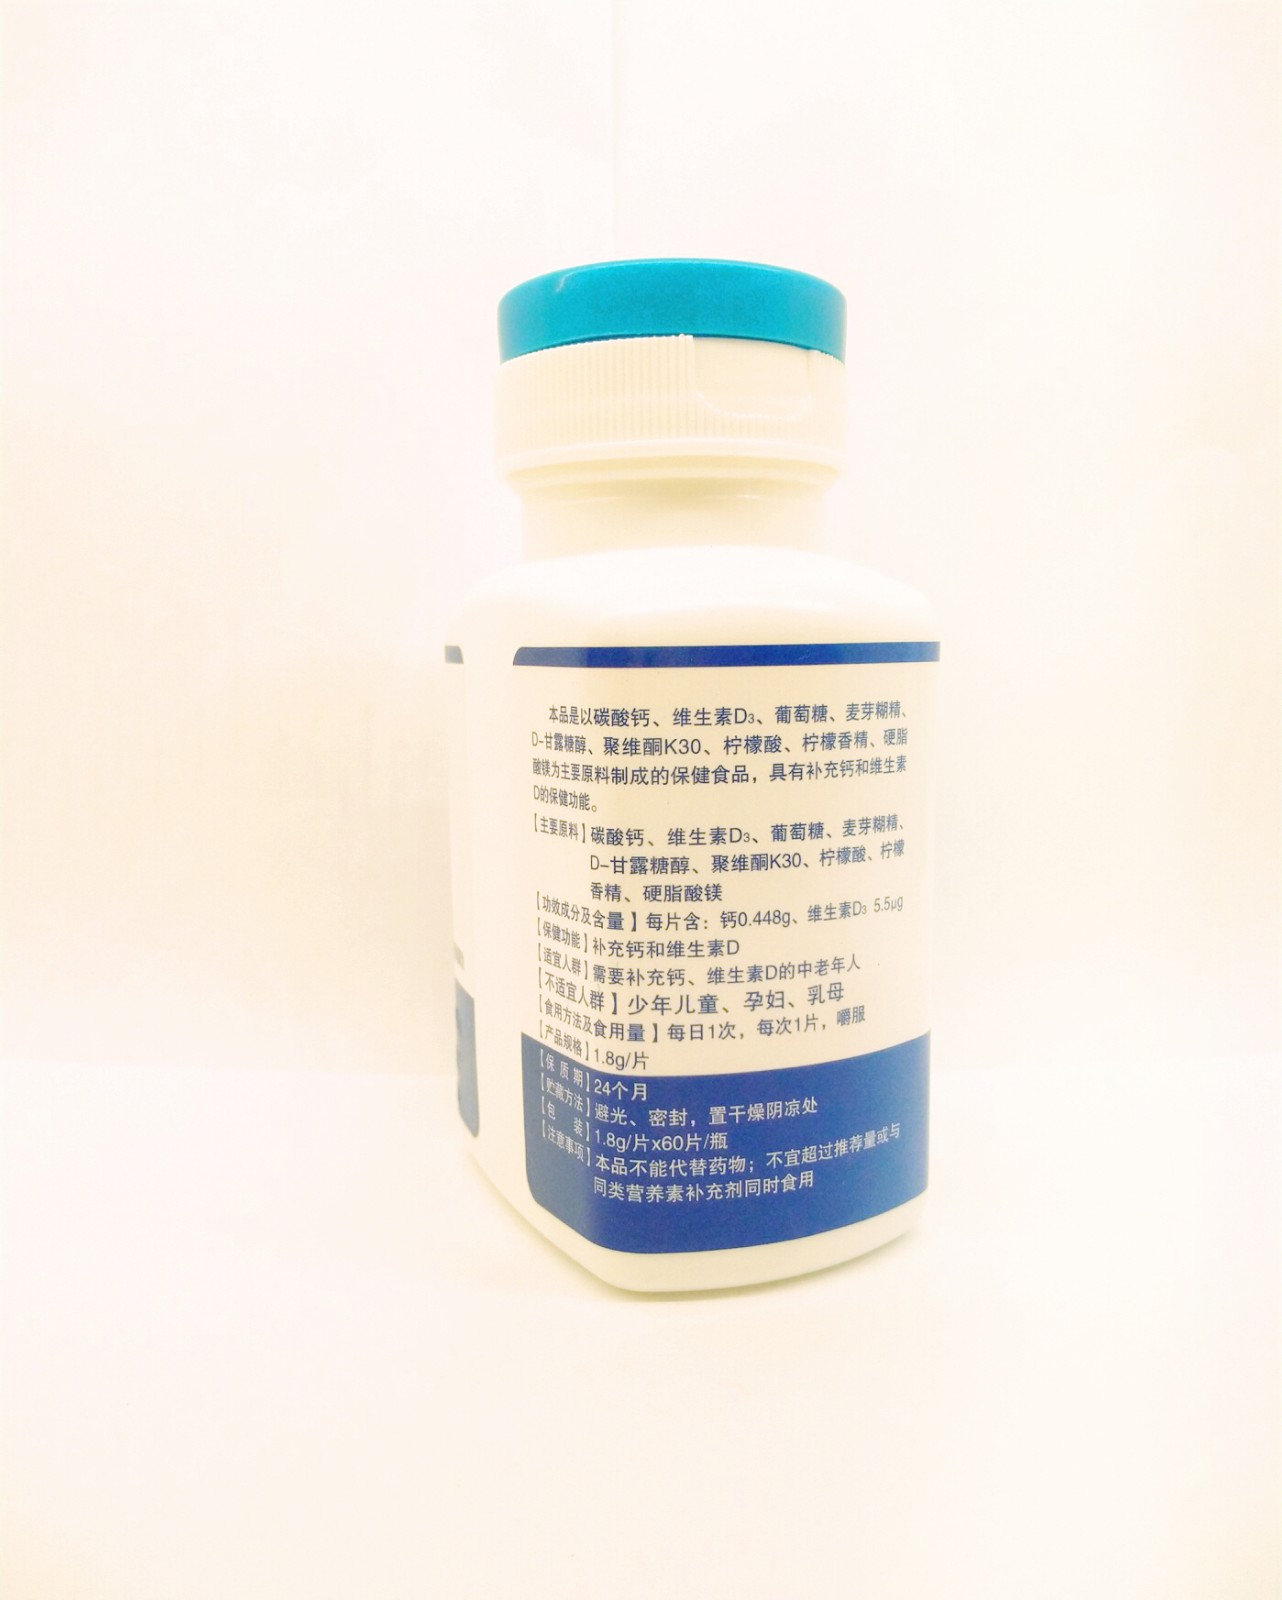 本品是以碳酸钙、维生素D₃、葡萄糖、麦芽糊精、
D-甘露糖醇、聚维酮K30、柠檬酸、柠檬香精、硬脂
酸镁为主要原料制成的保健食品，具有补充钙和维生素
D的保健功能。
【主要原料】碳酸钙、维生素D₃、葡萄糖、麦芽糊精、
D-甘露糖醇、聚维酮K30、柠檬酸、柠檬
香精、硬脂酸镁
【功效成分及含量】每片含：钙0.448g、维生素D₃ 5.5μg
【保健功能】补充钙和维生素D
【适宜人群】需要补充钙、维生素D的中老年人
【不适宜人群】少年儿童、孕妇、乳母
【食用方法及食用量】每日1次，每次1片，嚼服
【产品规格】1.8g/片
【保 质 期】24个月
【贮藏方法】避光、密封，置干燥阴凉处
【包 装】1.8g/片x60片/瓶
【注意事项】本品不能代替药物；不宜超过推荐量或与
同类营养素补充剂同时食用